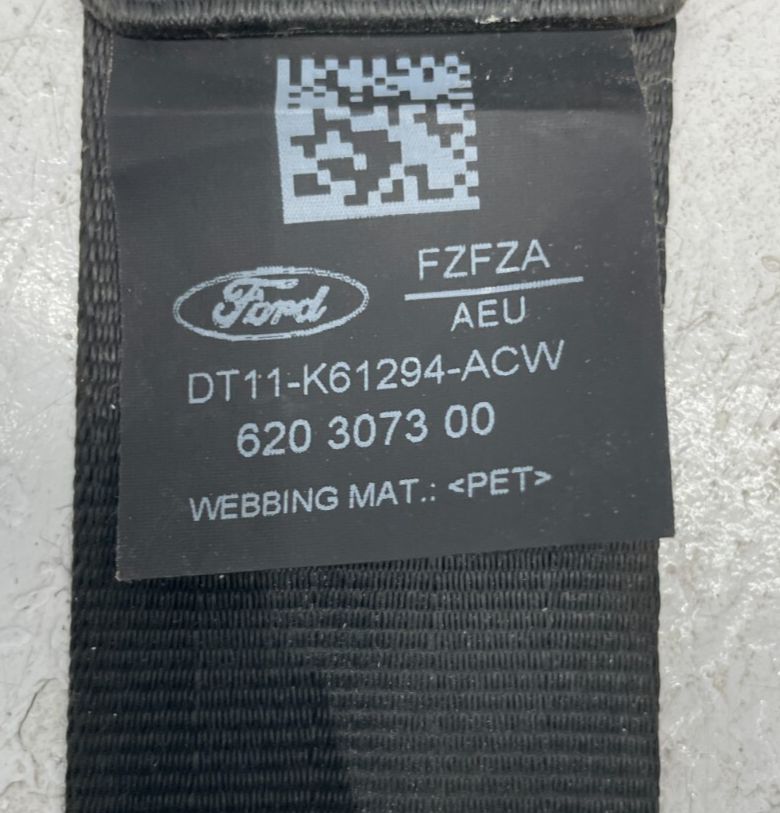 Ford
FZFZA
AEU
DT11-K61294-ACW
620 3073 00
WEBBING MAT.: <PET>